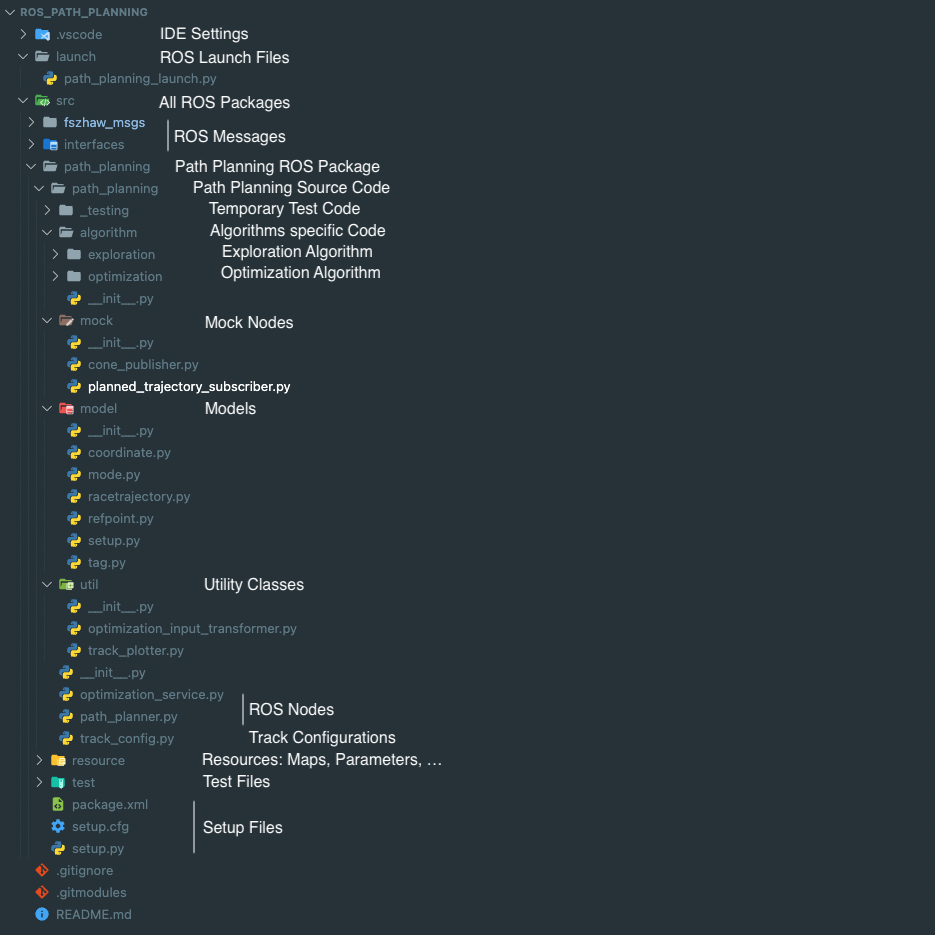 ROS_PATH_PLANNING
.vscode IDE Settings
launch ROS Launch Files
path_planning_launch.py
src All ROS Packages
fszhaw_msgs
ROS Messages
interfaces
path_planning Path Planning ROS Package
path_planning Path Planning Source Code
_testing Temporary Test Code
algorithm Algorithms specific Code
exploration Exploration Algorithm
optimization Optimization Algorithm
__init__.py
mock Mock Nodes
__init__.py
cone_publisher.py
planned_trajectory_subscriber.py
model Models
__init__.py
coordinate.py
mode.py
racetrajectory.py
refpoint.py
setup.py
tag.py
util Utility Classes
__init__.py
optimization_input_transformer.py
track_plotter.py
__init__.py
optimization_service.py
ROS Nodes
path_planner.py
track_config.py Track Configurations
resource Resources: Maps, Parameters, …
test Test Files
package.xml
setup.cfg Setup Files
setup.py
.gitignore
.gitmodules
README.md